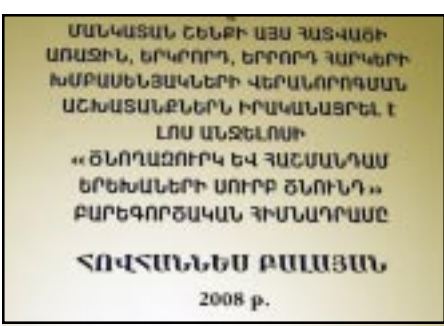 ՄԱՆԿԱՏԱՆ ՇԵՆՔԻ ԱՅՍ ՀԱՏՎԱԾԻ
ԱՌԱՋԻՆ, ԵՐԿՐՈՐԴ, ԵՐՐՈՐԴ ՀԱՐԿԵՐԻ
ԽՄԲԱՍԵՆՅԱԿՆԵՐԻ ՎԵՐԱՆՈՐՈԳՄԱՆ
ԱՇԽԱՏԱՆՔՆԵՐՆ ԻՐԱԿԱՆԱՑՐԵԼ Է
ԼՈՍ ԱՆՋԵԼՈՍԻ
«ԾՆՈՂԱԶՈՒՐԿ ԵՎ ՀԱՇՄԱՆԴԱՄ
ԵՐԵԽԱՆԵՐԻ ՍՈՒՐԲ ԾՆՈՒՆԴ»
ԲԱՐԵԳՈՐԾԱԿԱՆ ՀԻՄՆԱԴՐԱՄԸ
ՀՈՎՀԱՆՆԵՍ ԲԱԼԱՅԱՆ
2008 թ.